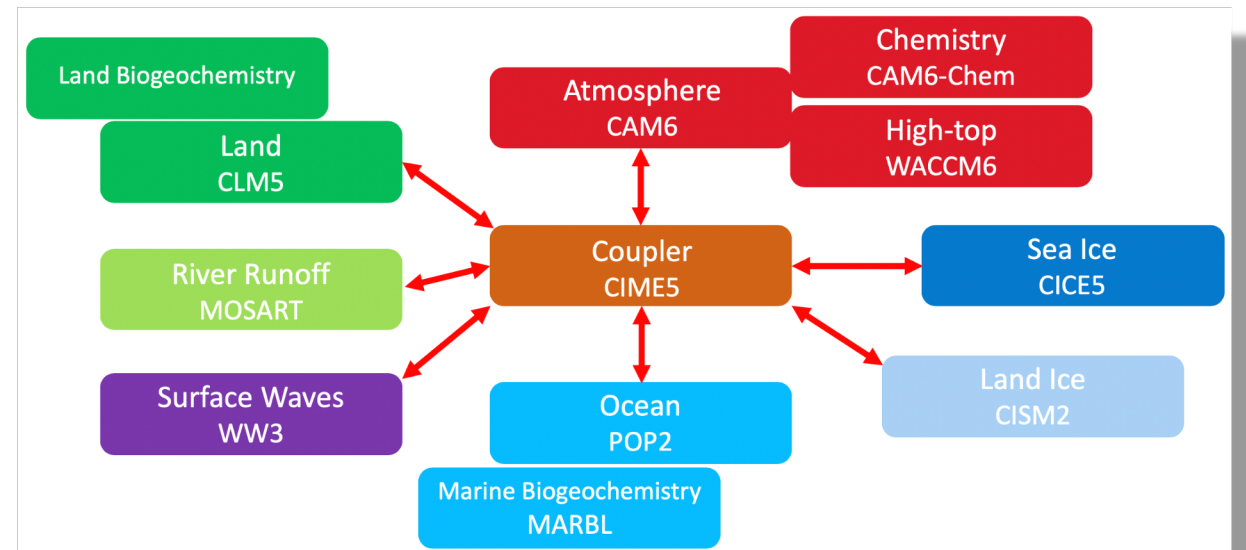 Land Biogeochemistry
Land
CLM5
Atmosphere
CAM6
Chemistry
CAM6-Chem
High-top
WACCM6
River Runoff
MOSART
Coupler
CIME5
Sea Ice
CICE5
Surface Waves
WW3
Ocean
POP2
Land Ice
CISM2
Marine Biogeochemistry
MARBL